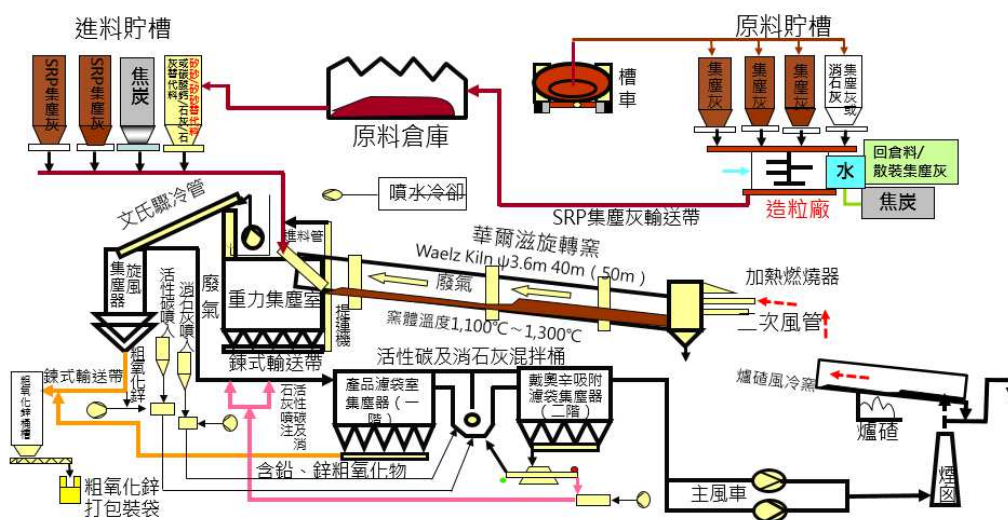 進料貯槽
原料貯槽
SRP集塵灰
SRP集塵灰
焦炭
矽砂/矽砂替代料
或碳酸鈣/石灰/石
灰替代料
原料倉庫
槽車
集塵灰
集塵灰
集塵灰
集塵灰或
消石灰
水
回倉料/
散裝集塵灰
焦炭
造粒廠
SRP集塵灰輸送帶
噴水冷卻
文氏驟冷管
進料管
華爾滋旋轉窯
Waelz Kiln ψ3.6m 40m（50m）
廢氣
窯體溫度1,100℃～1,300℃
加熱燃燒器
二次風管
旋風
集塵器
活性碳噴入
消石灰噴入
廢氣
重力集塵室
提運機
鍊式輸送帶
粗氧化鋅
鍊式輸送帶
粗氧化鋅桶槽
粗氧化鋅
打包裝袋
活性碳及消
石灰噴注
活性碳及消石灰混拌桶
產品濾袋室
集塵器（一
階）
戴奧辛吸附
濾袋集塵器
（二階）
含鉛、鋅粗氧化物
主風車
爐碴風冷窯
爐碴
煙囪